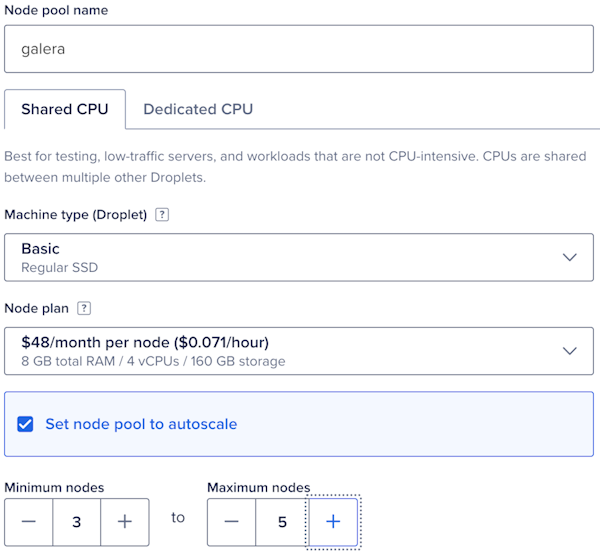 Node pool name
galera
Shared CPU Dedicated CPU
Best for testing, low-traffic servers, and workloads that are not CPU-intensive. CPUs are shared
between multiple other Droplets.
Machine type (Droplet) ?
Basic
Regular SSD
Node plan ?
$48/month per node ($0.071/hour)
8 GB total RAM / 4 vCPUs / 160 GB storage
Set node pool to autoscale
Minimum nodes Maximum nodes
— 3 + to — 5 +